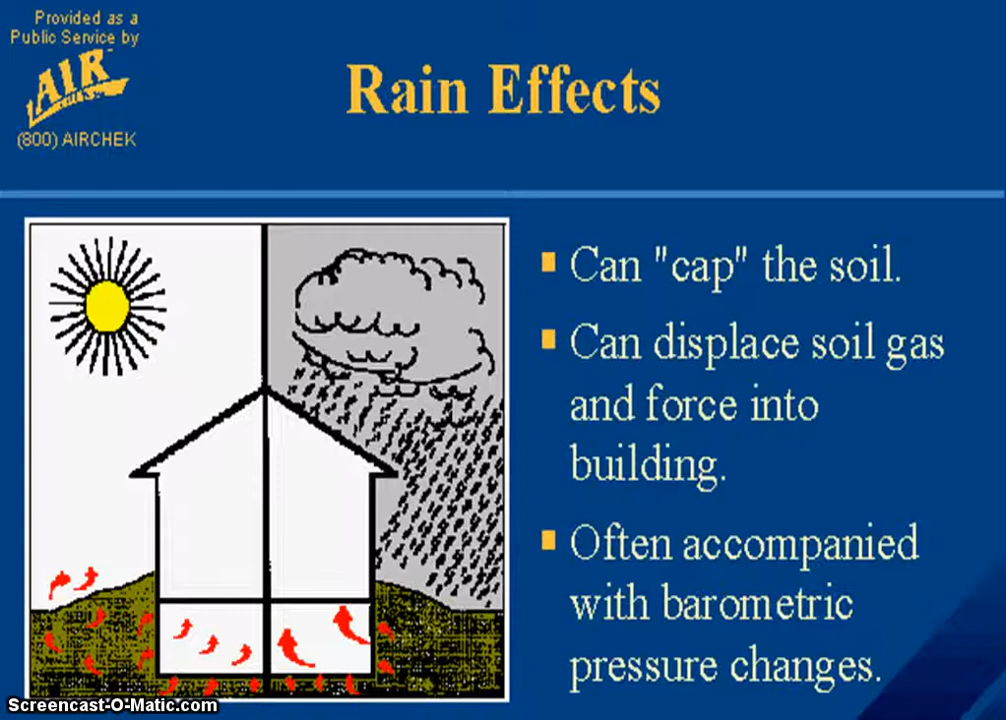 Provided as a
Public Service by
AIR
(800) AIRCHEK
Rain Effects
Can "cap" the soil.
Can displace soil gas
and force into
building.
Often accompanied
with barometric
pressure changes.
Screencast-O-Matic.com